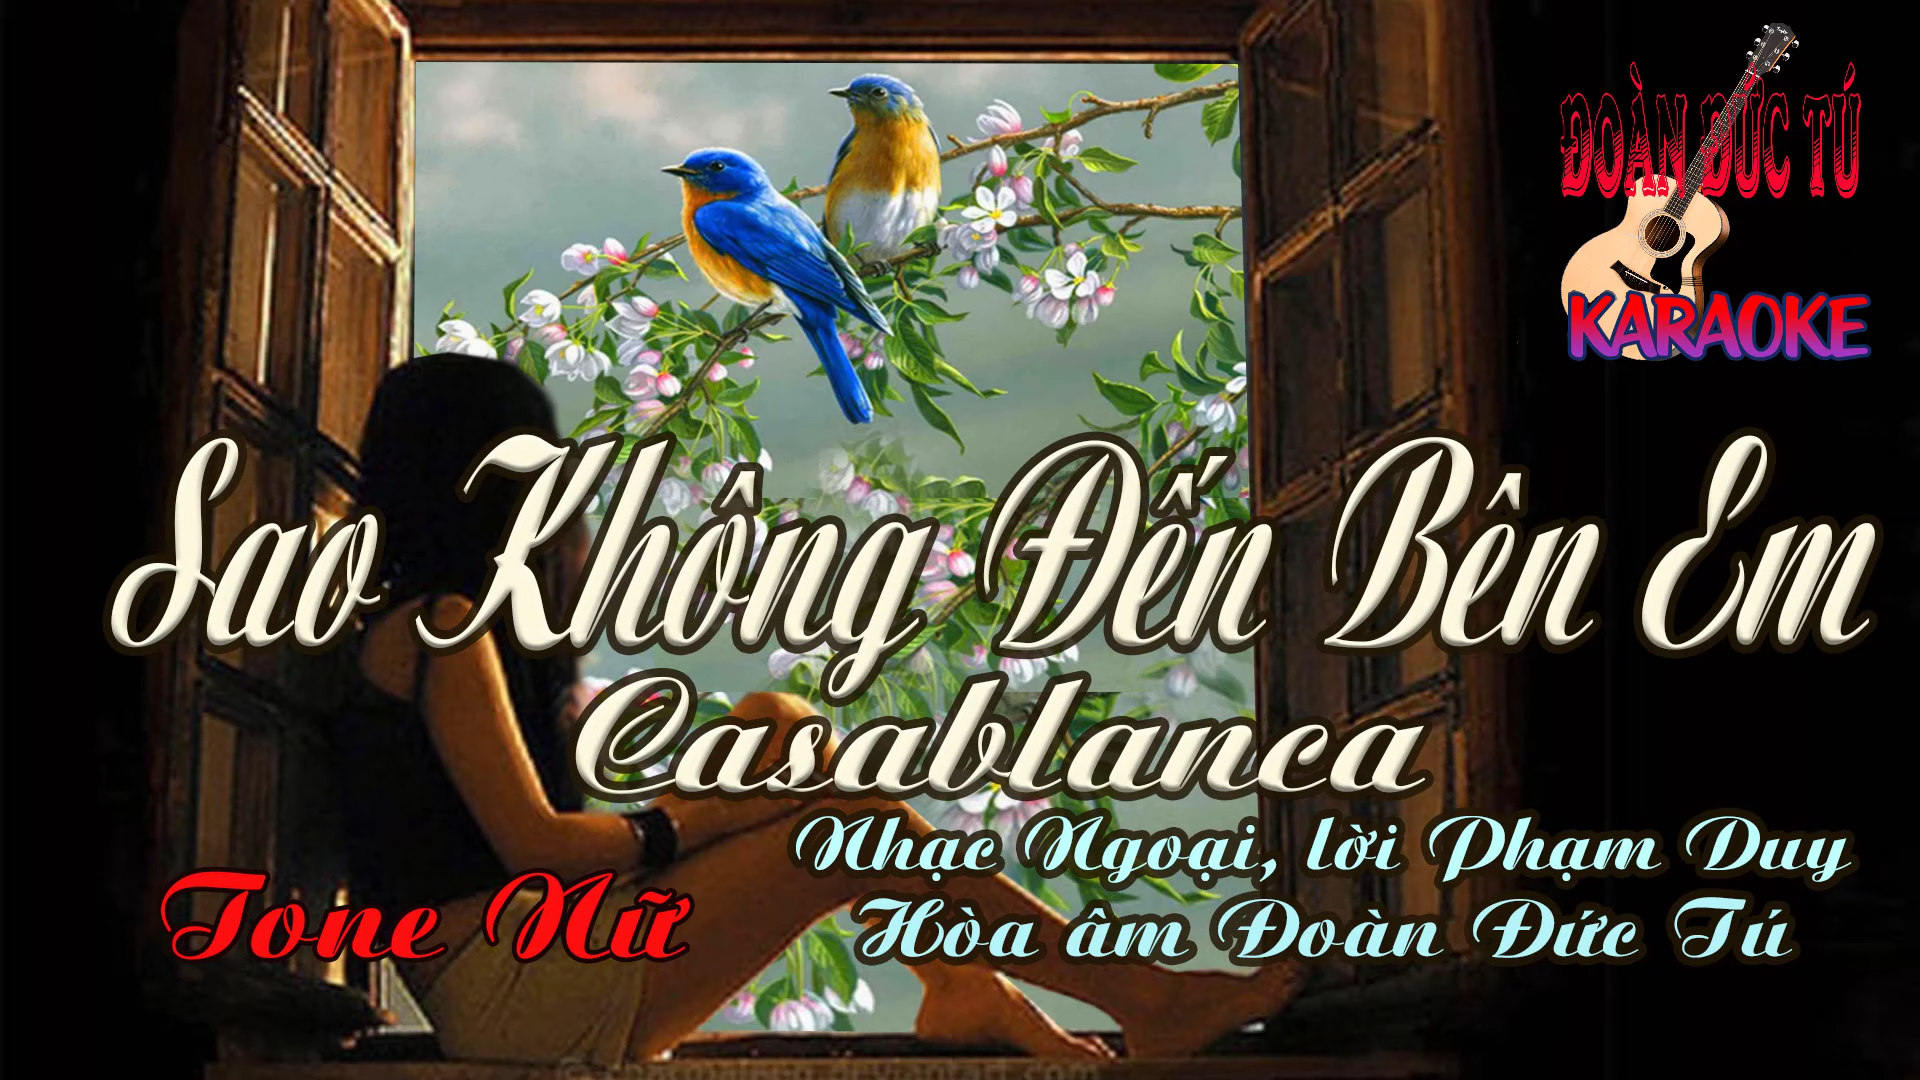 ĐOÀN ĐỨC TÚ
KARAOKE
Sao Không Đến Bên Em
Casablanca
Nhạc Ngoại, lời Phạm Duy
Tone Nữ
Hòa âm Đoàn Đức Tú